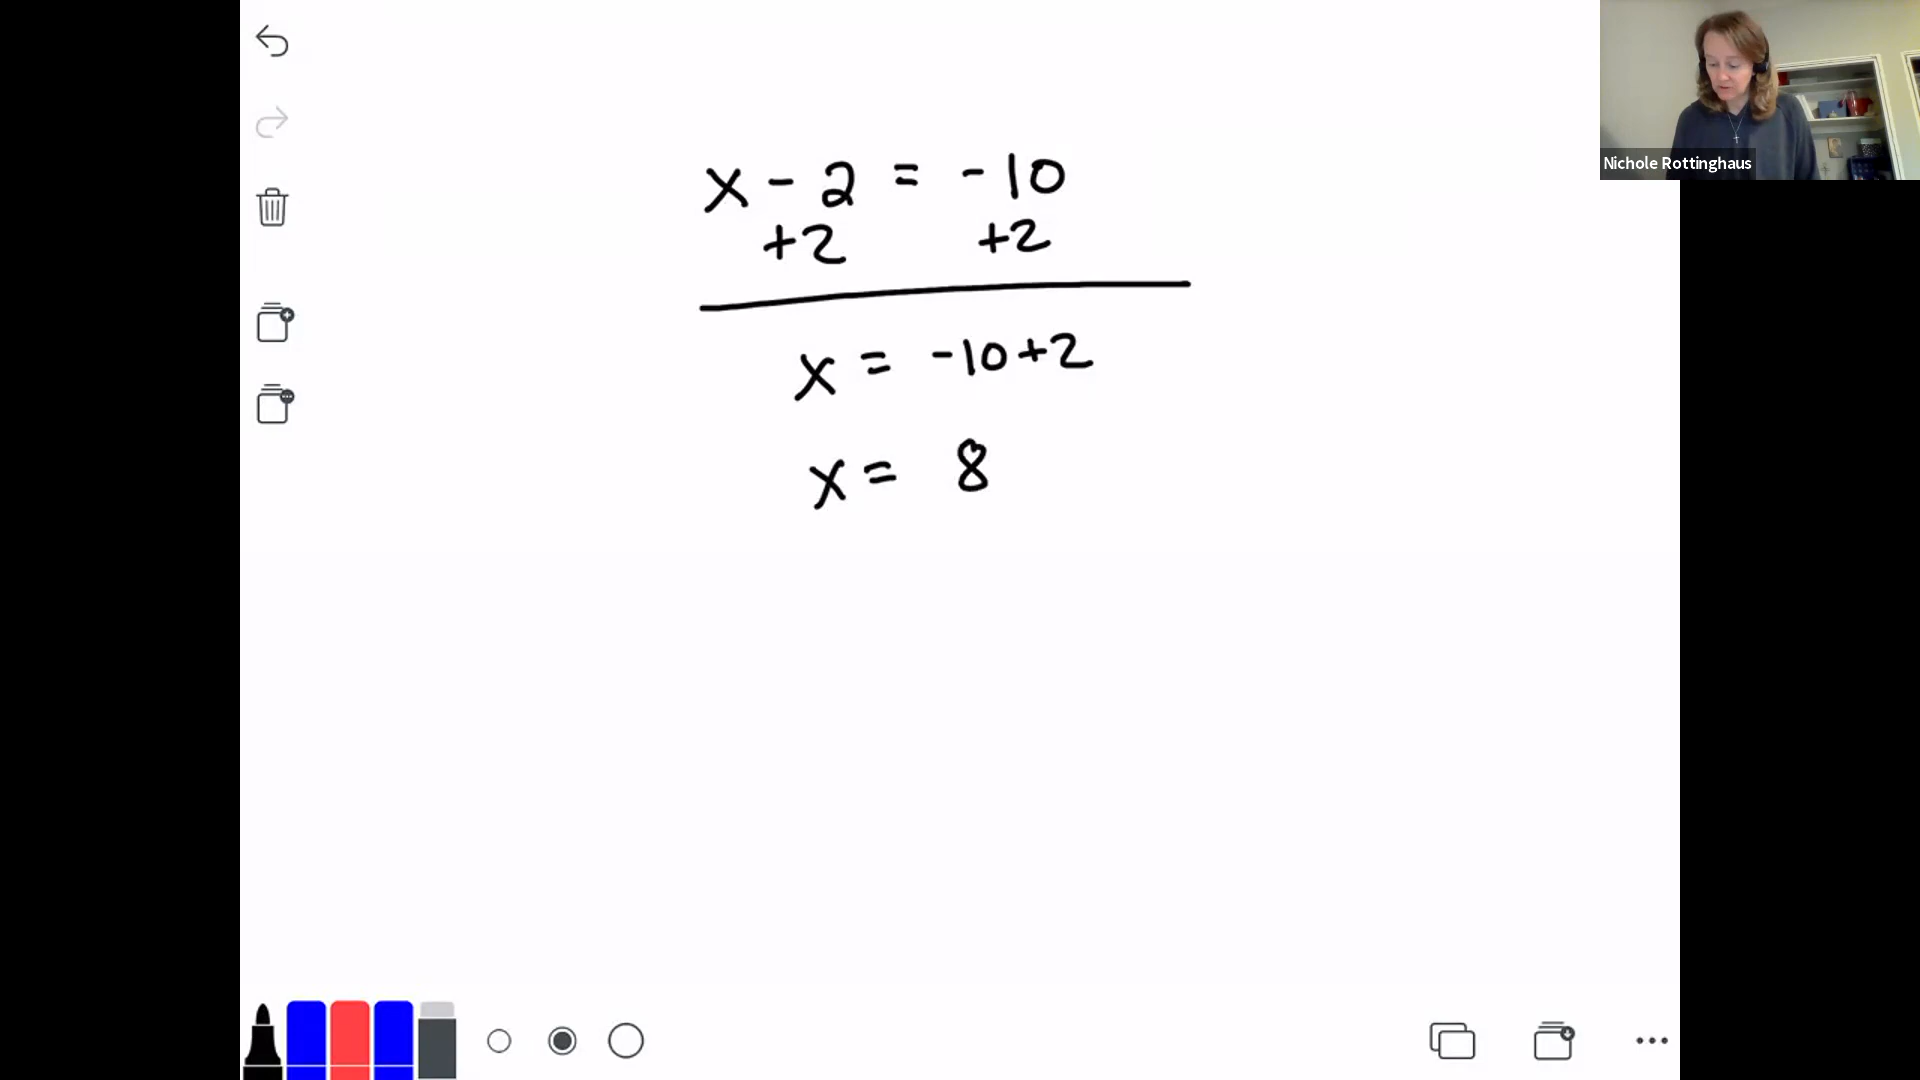 x - 2 = -10
+2 +2
x = -10+2
x = 8
Nichole Rottinghaus